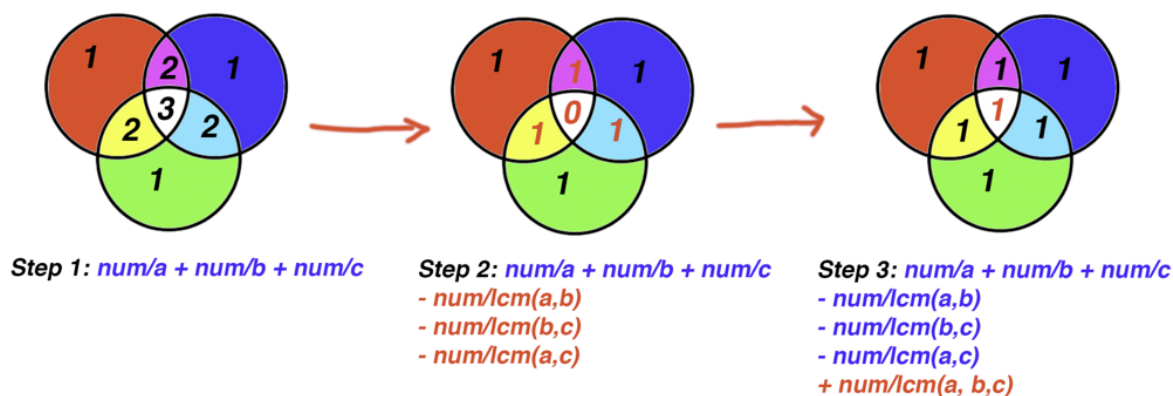 1
2
1
3
2
2
1
1
1
1
0
1
1
1
1
1
1
1
1
1
1
Step 1: num/a + num/b + num/c
Step 2: num/a + num/b + num/c
- num/lcm(a,b)
- num/lcm(b,c)
- num/lcm(a,c)
Step 3: num/a + num/b + num/c
- num/lcm(a,b)
- num/lcm(b,c)
- num/lcm(a,c)
+ num/lcm(a, b,c)